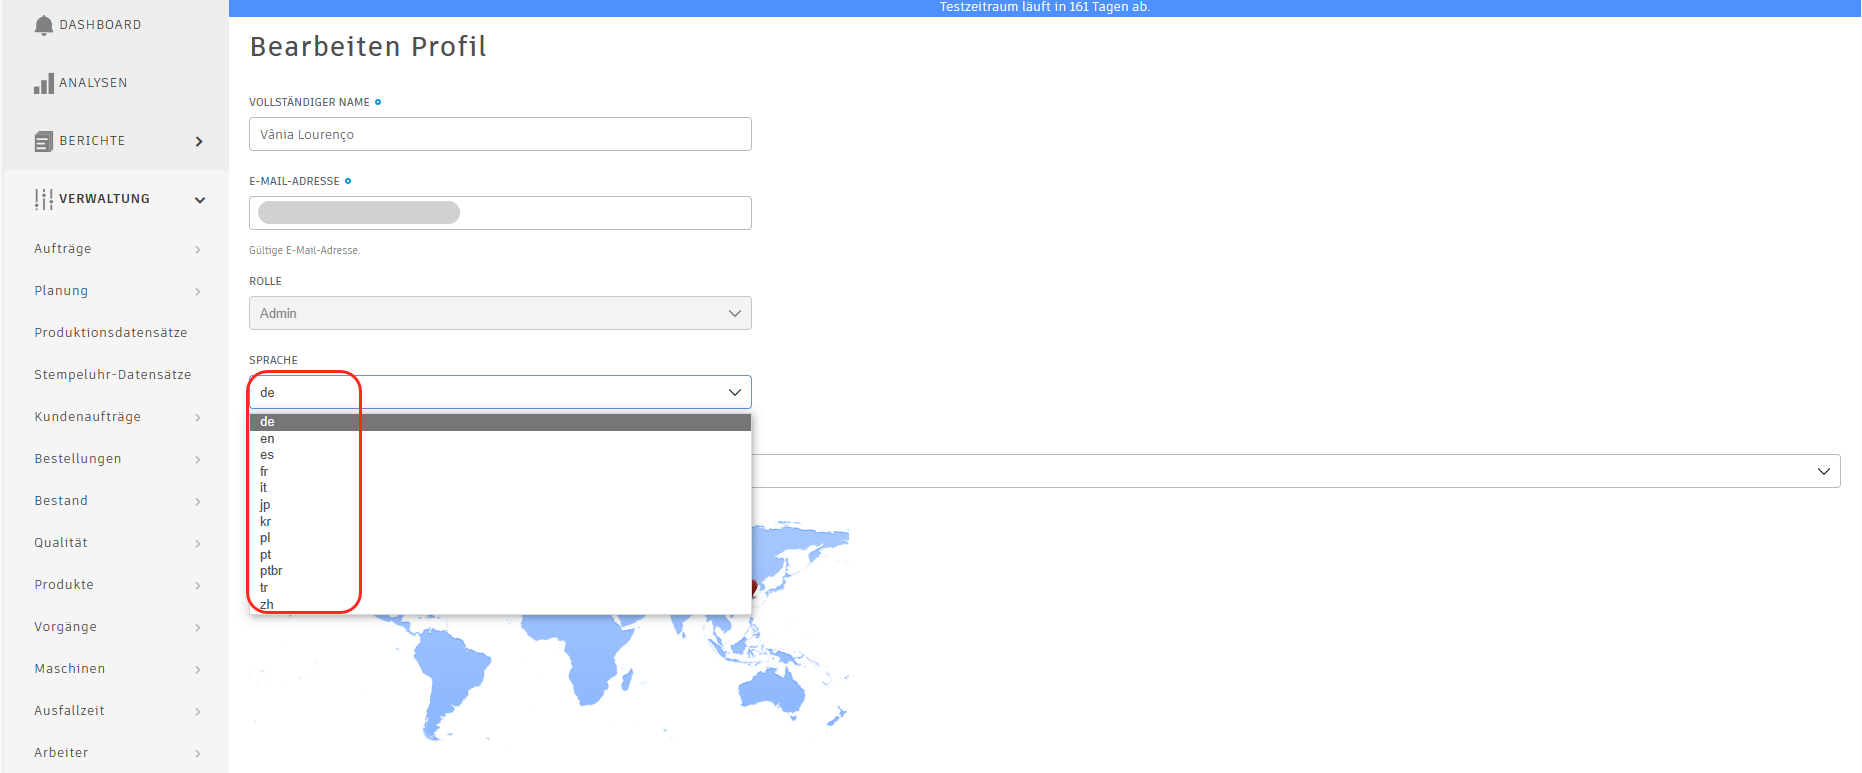 Testzeitraum läuft in 161 Tagen ab.
DASHBOARD
ANALYSEN
BERICHTE
VERWALTUNG
Aufträge
Planung
Produktionsdatensätze
Stempeluhr-Datensätze
Kundenaufträge
Bestellungen
Bestand
Qualität
Produkte
Vorgänge
Maschinen
Ausfallzeit
Arbeiter
Bearbeiten Profil
VOLLSTÄNDIGER NAME
Vânia Lourenço
E-MAIL-ADRESSE
Gültige E-Mail-Adresse.
ROLLE
Admin
SPRACHE
de
de
en
es
fr
it
jp
kr
pl
pt
ptbr
tr
zh